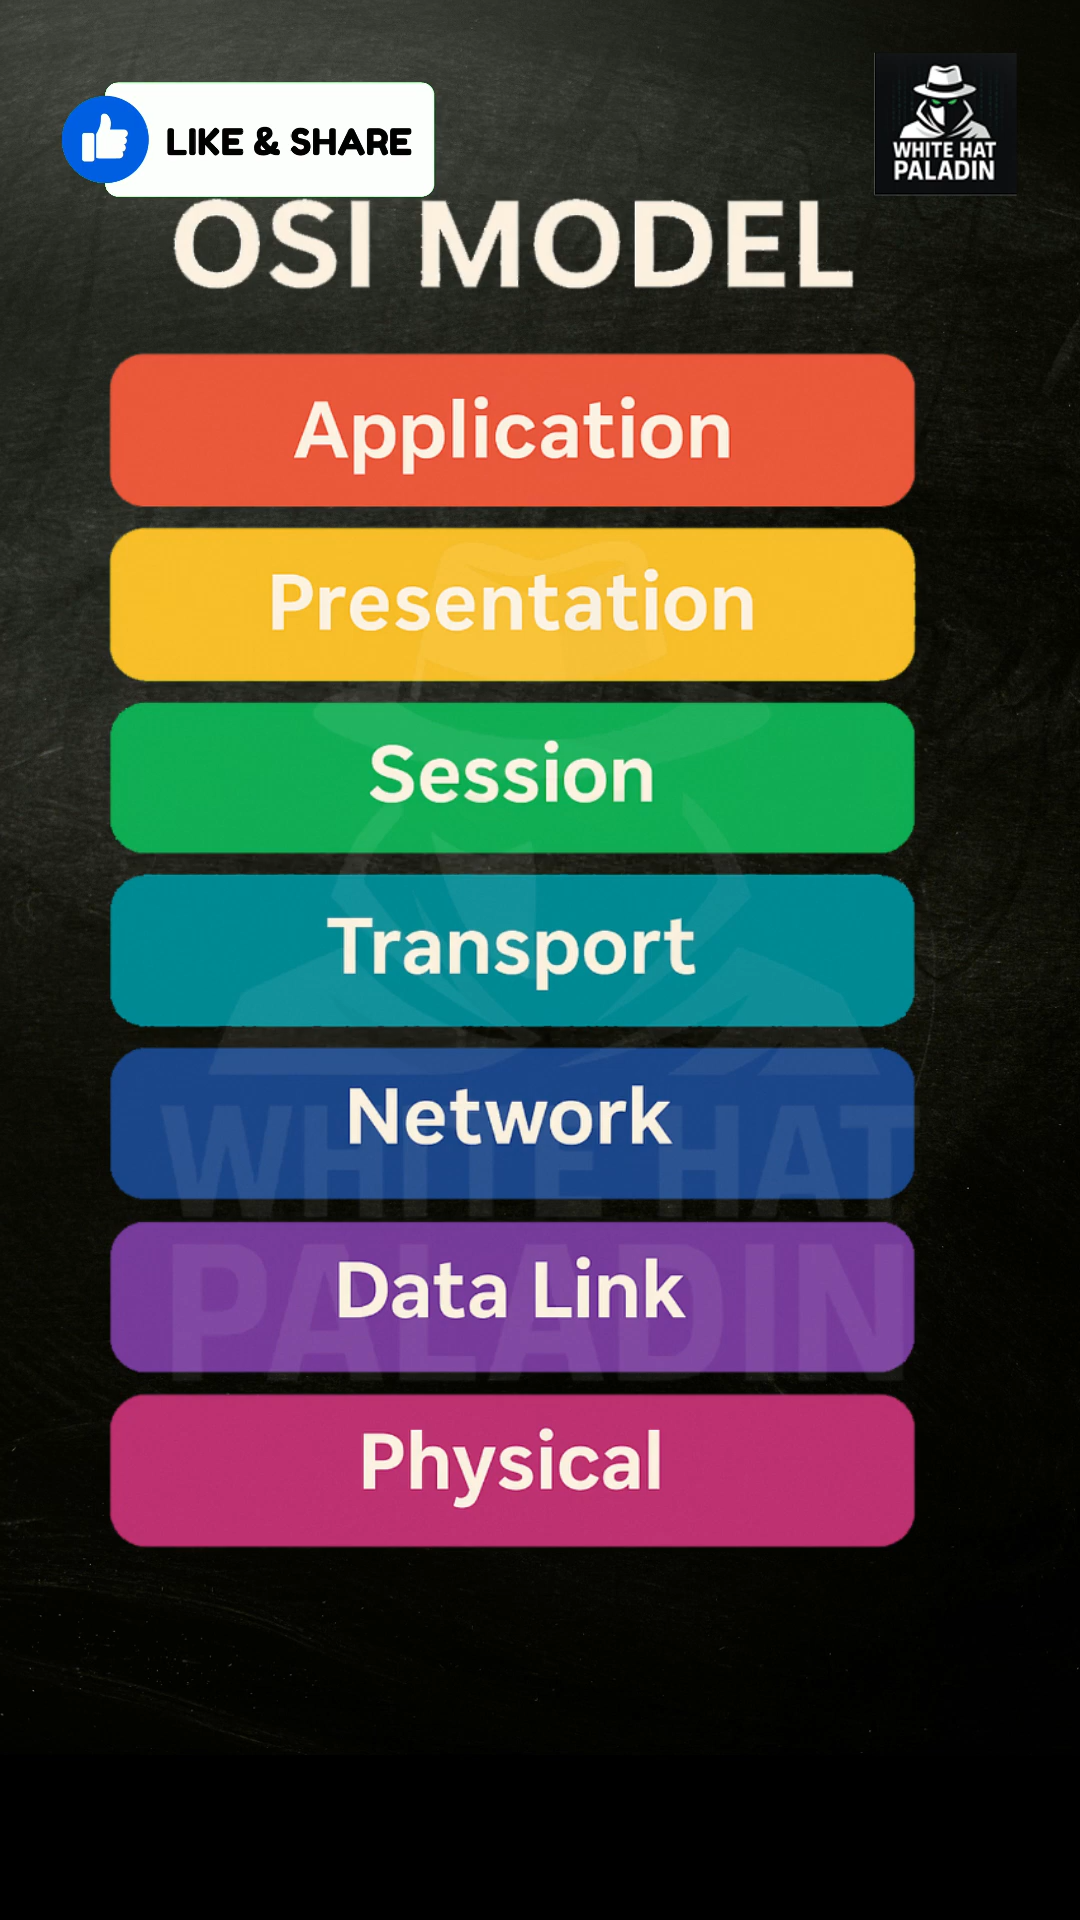 LIKE & SHARE
WHITE HAT
PALADIN
OSI MODEL
Application
Presentation
Session
Transport
Network
WHITE HAT
Data Link
PALADIN
Physical